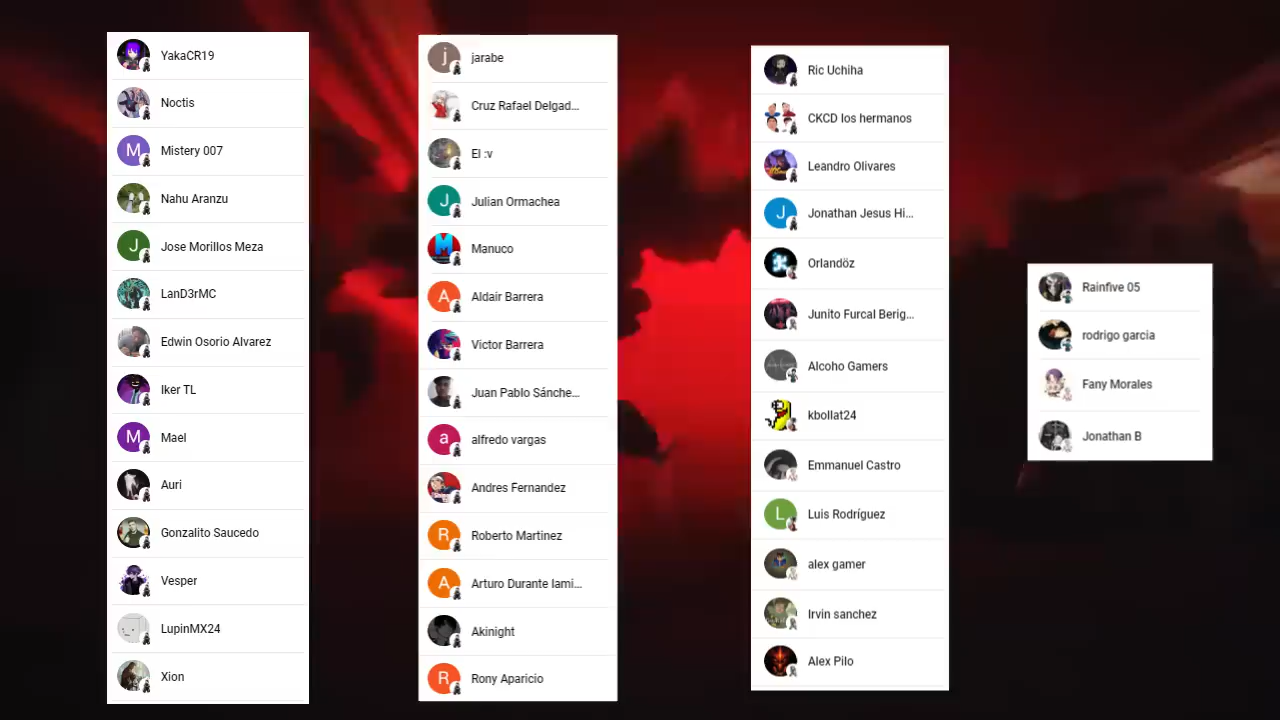 YakaCR19
Noctis
M Mistery 007
Nahu Aranzu
J Jose Morillos Meza
LanD3rMC
Edwin Osorio Alvarez
Iker TL
M Mael
Auri
Gonzalito Saucedo
Vesper
LupinMX24
Xion
j jarabe
Cruz Rafael Delgad...
El :v
J Julian Ormachea
Manuco
A Aldair Barrera
Victor Barrera
Juan Pablo Sánche...
a alfredo vargas
Andres Fernandez
R Roberto Martinez
A Arturo Durante lami...
Akinight
R Rony Aparicio
Ric Uchiha
CKCD los hermanos
Leandro Olivares
J Jonathan Jesus Hi...
Orlandöz
Junito Furcal Berig...
Alcoho Gamers
kbollat24
Emmanuel Castro
L Luis Rodríguez
alex gamer
Irvin sanchez
Alex Pilo
Rainfive 05
rodrigo garcia
Fany Morales
Jonathan B